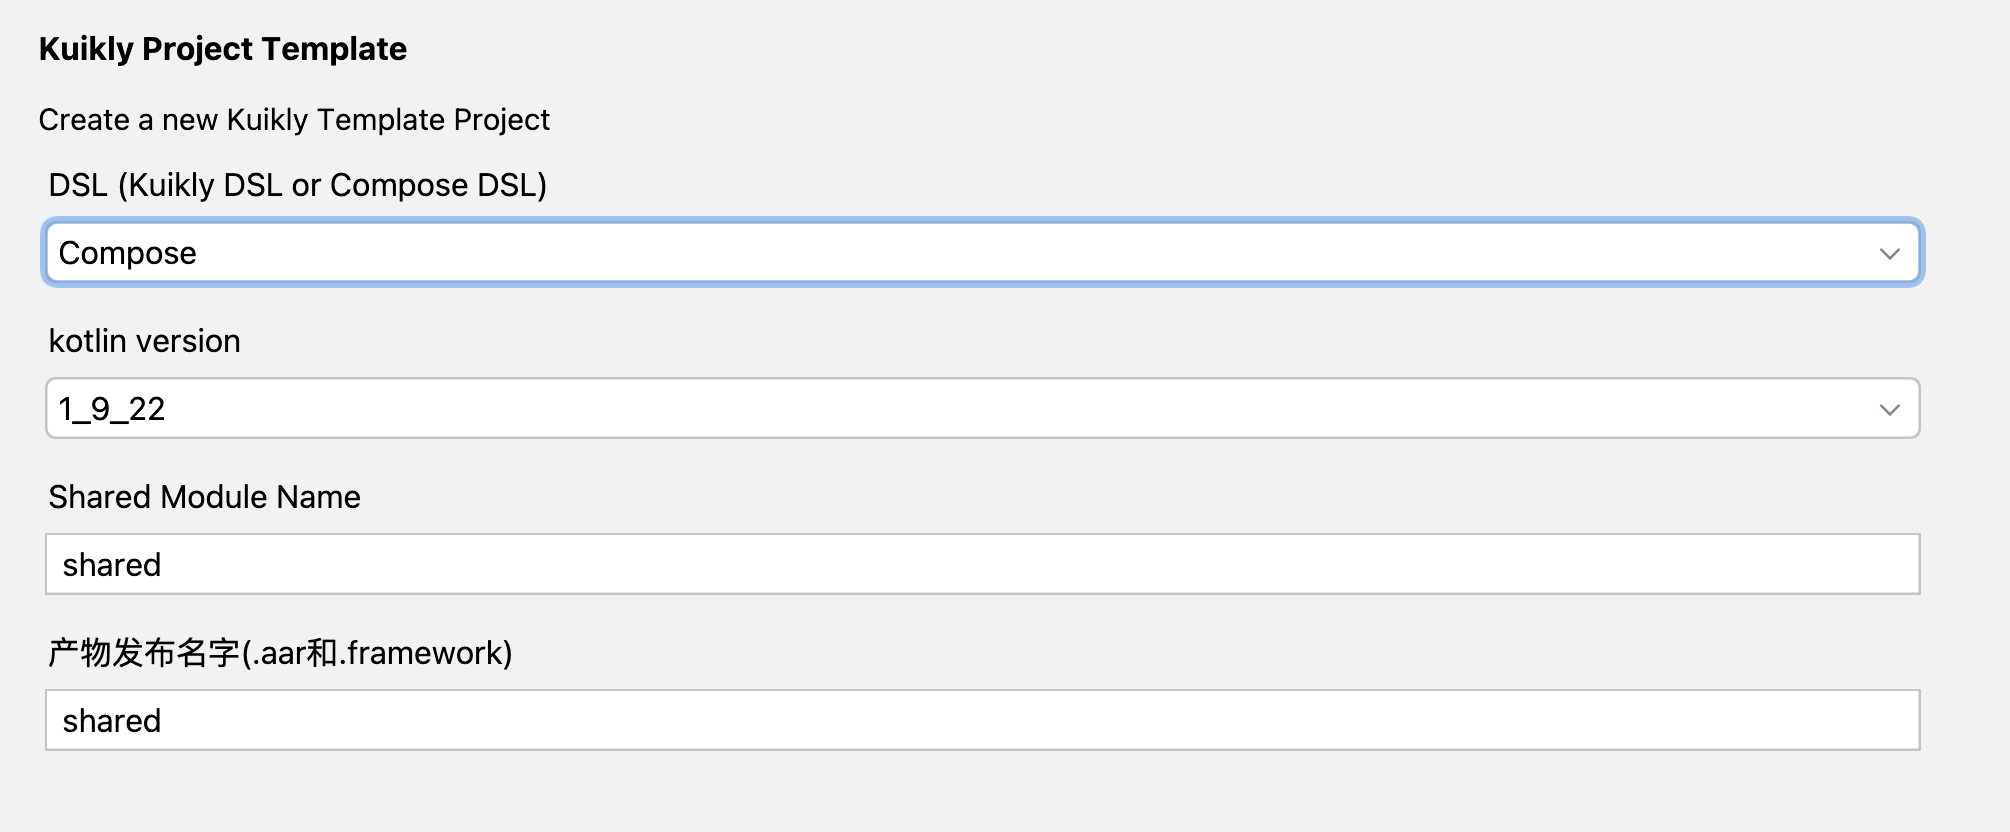 Kuikly Project Template
Create a new Kuikly Template Project
DSL (Kuikly DSL or Compose DSL)
Compose
kotlin version
1_9_22
Shared Module Name
shared
产物发布名字(.aar和.framework)
shared